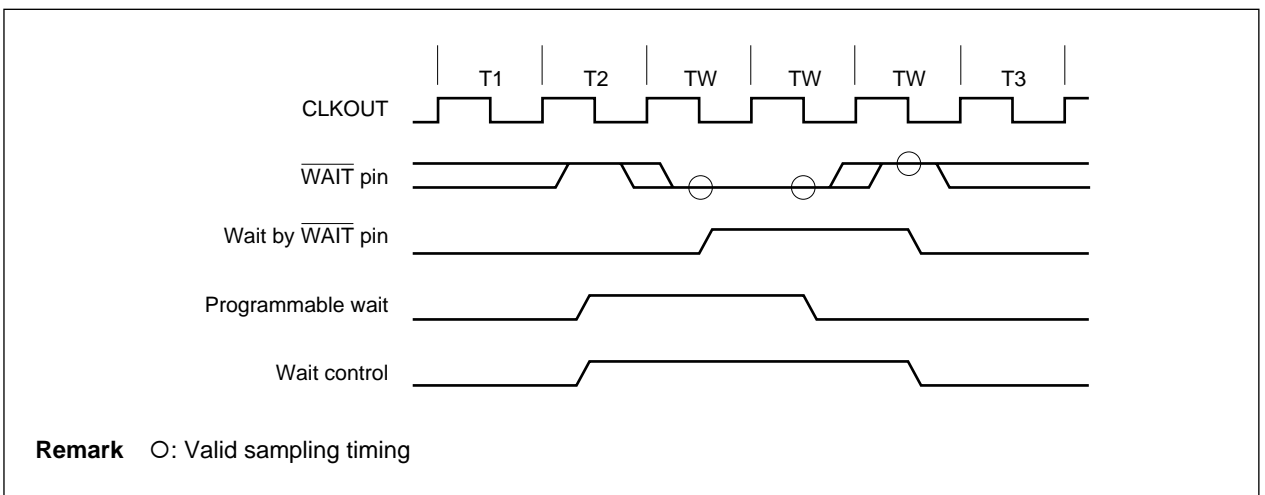 T1 T2 TW TW TW T3
CLKOUT
WAIT pin
Wait by WAIT pin
Programmable wait
Wait control
Remark ○: Valid sampling timing